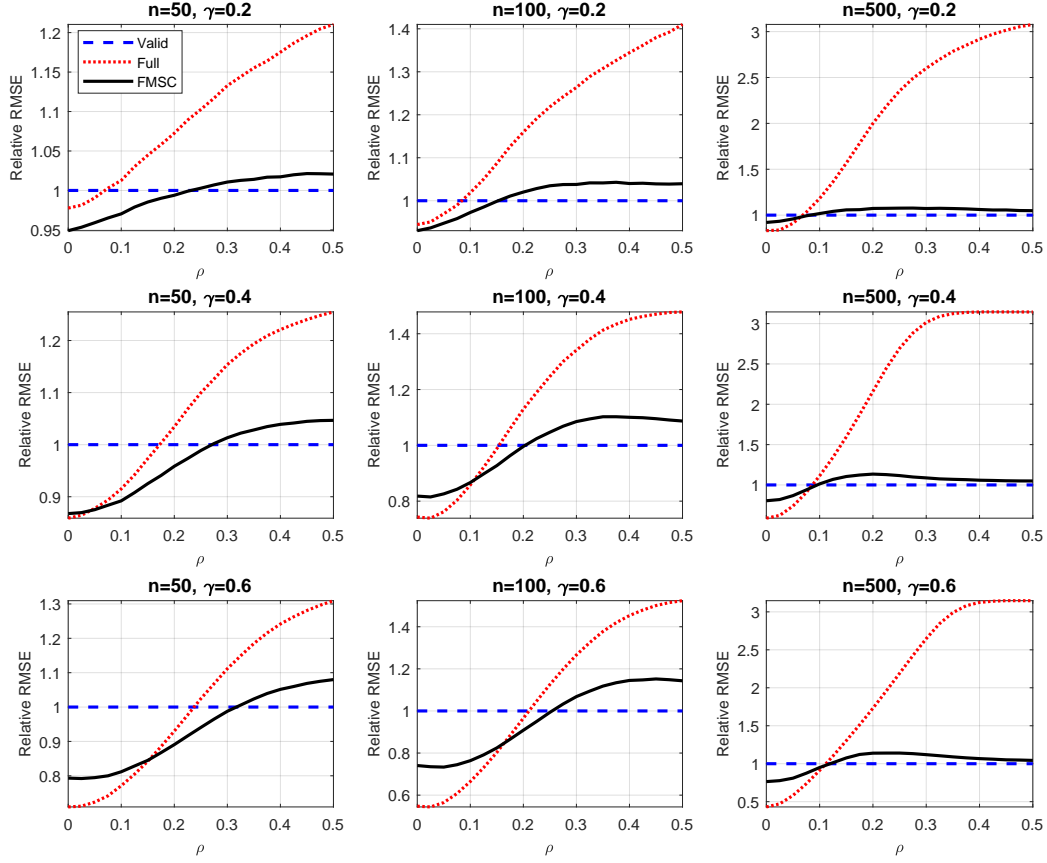 n=50, γ=0.2
Relative RMSE
1.2
1.15
1.1
1.05
1
0.95
Valid
Full
FMSC
0 0.1 0.2 0.3 0.4 0.5
ρ
n=100, γ=0.2
Relative RMSE
1.4
1.3
1.2
1.1
1
0 0.1 0.2 0.3 0.4 0.5
ρ
n=500, γ=0.2
Relative RMSE
3
2.5
2
1.5
1
0 0.1 0.2 0.3 0.4 0.5
ρ
n=50, γ=0.4
Relative RMSE
1.2
1.1
1
0.9
0 0.1 0.2 0.3 0.4 0.5
ρ
n=100, γ=0.4
Relative RMSE
1.4
1.2
1
0.8
0 0.1 0.2 0.3 0.4 0.5
ρ
n=500, γ=0.4
Relative RMSE
3
2.5
2
1.5
1
0 0.1 0.2 0.3 0.4 0.5
ρ
n=50, γ=0.6
Relative RMSE
1.3
1.2
1.1
1
0.9
0.8
0 0.1 0.2 0.3 0.4 0.5
ρ
n=100, γ=0.6
Relative RMSE
1.4
1.2
1
0.8
0.6
0 0.1 0.2 0.3 0.4 0.5
ρ
n=500, γ=0.6
Relative RMSE
3
2.5
2
1.5
1
0.5
0 0.1 0.2 0.3 0.4 0.5
ρ